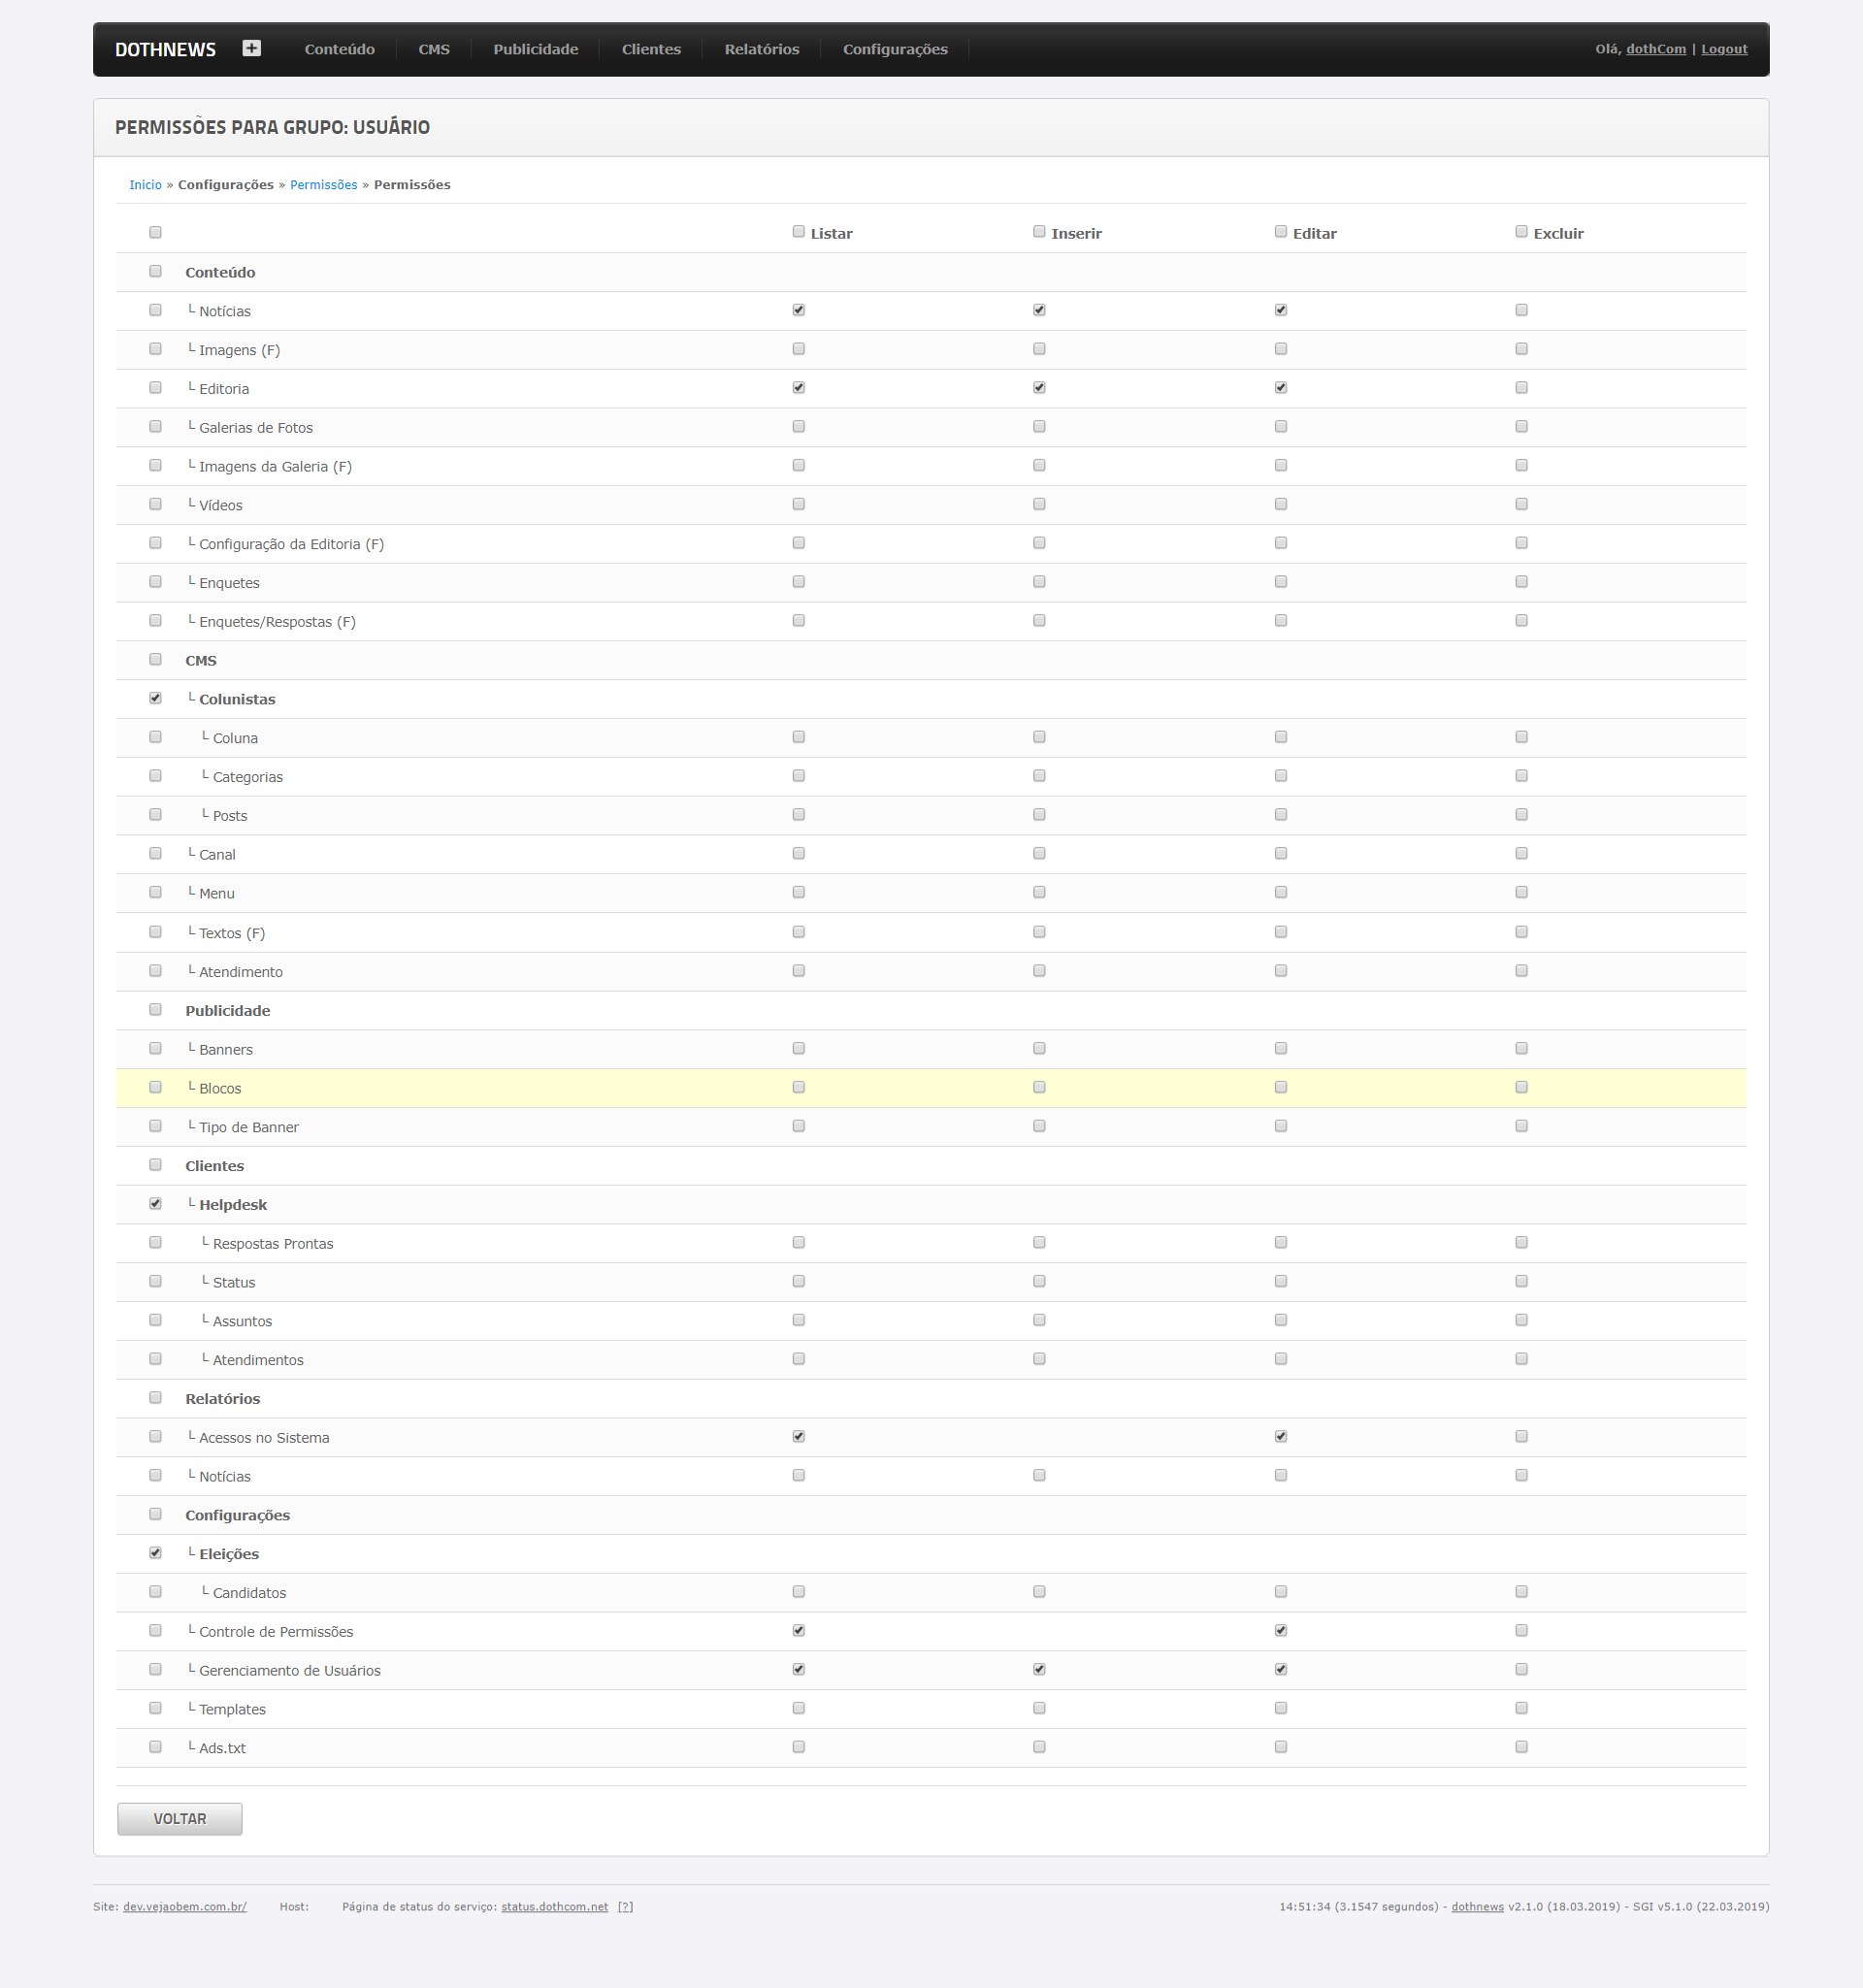 DOTHNEWS Conteúdo CMS Publicidade Clientes Relatórios Configurações Olá, dothCom | Logout
PERMISSÕES PARA GRUPO: USUÁRIO
Inicio » Configurações » Permissões » Permissões
Listar Inserir Editar Excluir
Conteúdo
└ Notícias
└ Imagens (F)
└ Editoria
└ Galerias de Fotos
└ Imagens da Galeria (F)
└ Vídeos
└ Configuração da Editoria (F)
└ Enquetes
└ Enquetes/Respostas (F)
CMS
└ Colunistas
└ Coluna
└ Categorias
└ Posts
└ Canal
└ Menu
└ Textos (F)
└ Atendimento
Publicidade
└ Banners
└ Blocos
└ Tipo de Banner
Clientes
└ Helpdesk
└ Respostas Prontas
└ Status
└ Assuntos
└ Atendimentos
Relatórios
└ Acessos no Sistema
└ Notícias
Configurações
└ Eleições
└ Candidatos
└ Controle de Permissões
└ Gerenciamento de Usuários
└ Templates
└ Ads.txt
VOLTAR
Site: dev.vejaobem.com.br/ Host: Página de status do serviço: status.dothcom.net [?] 14:51:34 (3.1547 segundos) - dothnews v2.1.0 (18.03.2019) - SGI v5.1.0 (22.03.2019)